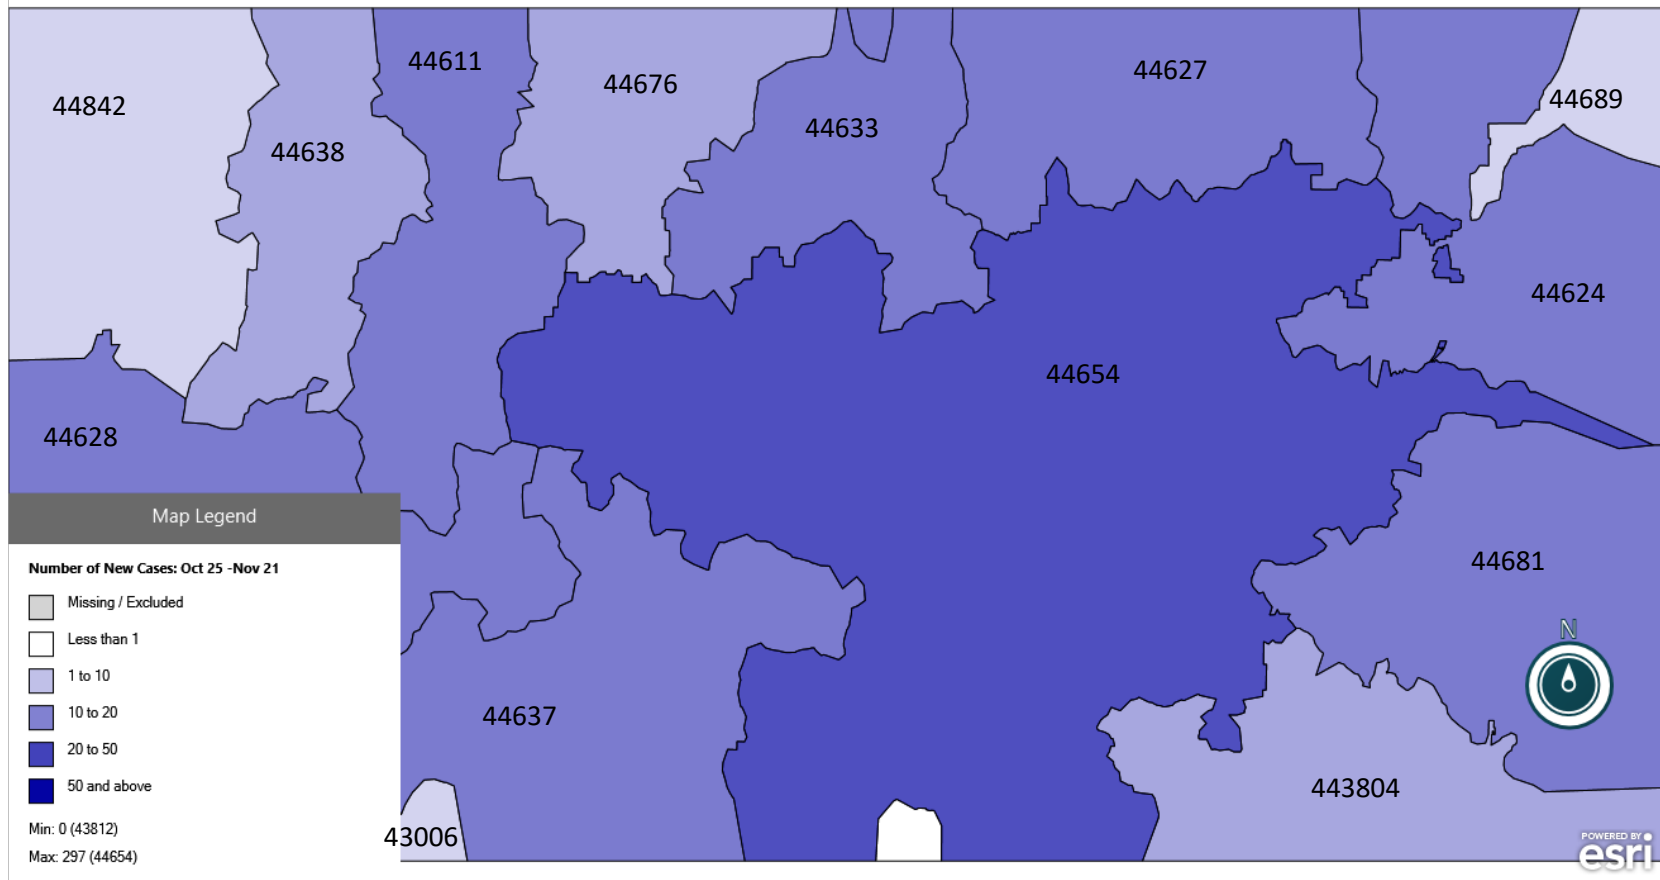 44611
44676
44627
44842
44689
44633
44638
44624
44654
44628
Map Legend
44681
Number of New Cases: Oct 25 -Nov 21
Missing / Excluded
N
Less than 1
1 to 10
10 to 20
44637
20 to 50
50 and above
443804
Min: 0 (43812)
43006
POWERED BY
esri
Max: 297 (44654)